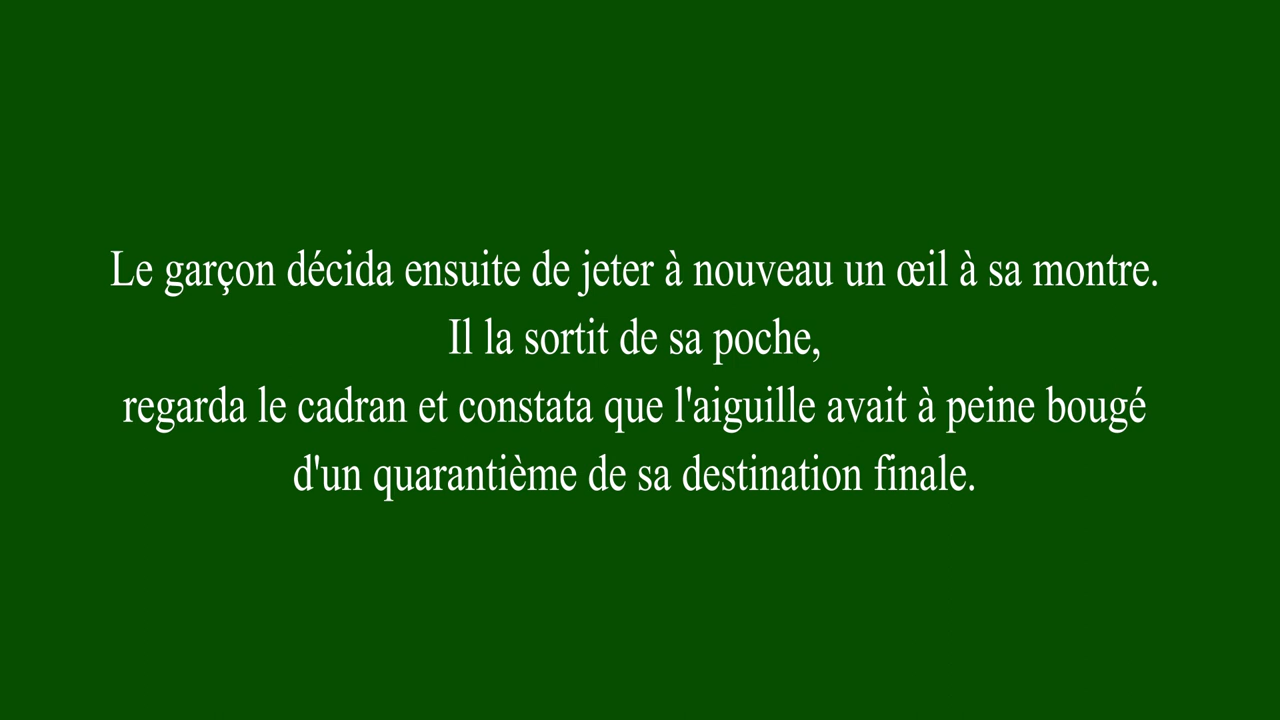 Le garçon décida ensuite de jeter à nouveau un œil à sa montre.
Il la sortit de sa poche,
regarda le cadran et constata que l'aiguille avait à peine bougé
d'un quarantième de sa destination finale.